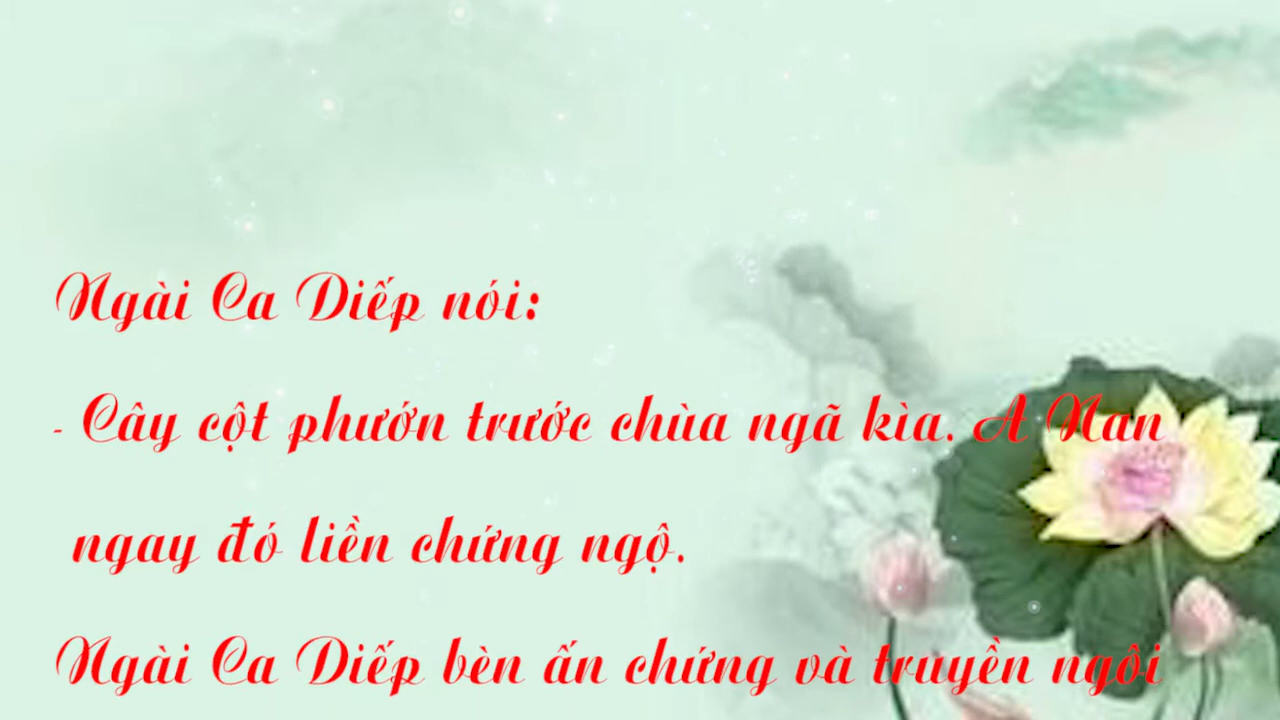 Ngài Ca Diếp nói:
- Cây cột phướn trước chùa ngã kìa. A Nan
ngay đó liền chứng ngộ.
Ngài Ca Diếp bèn ấn chứng và truyền ngôi